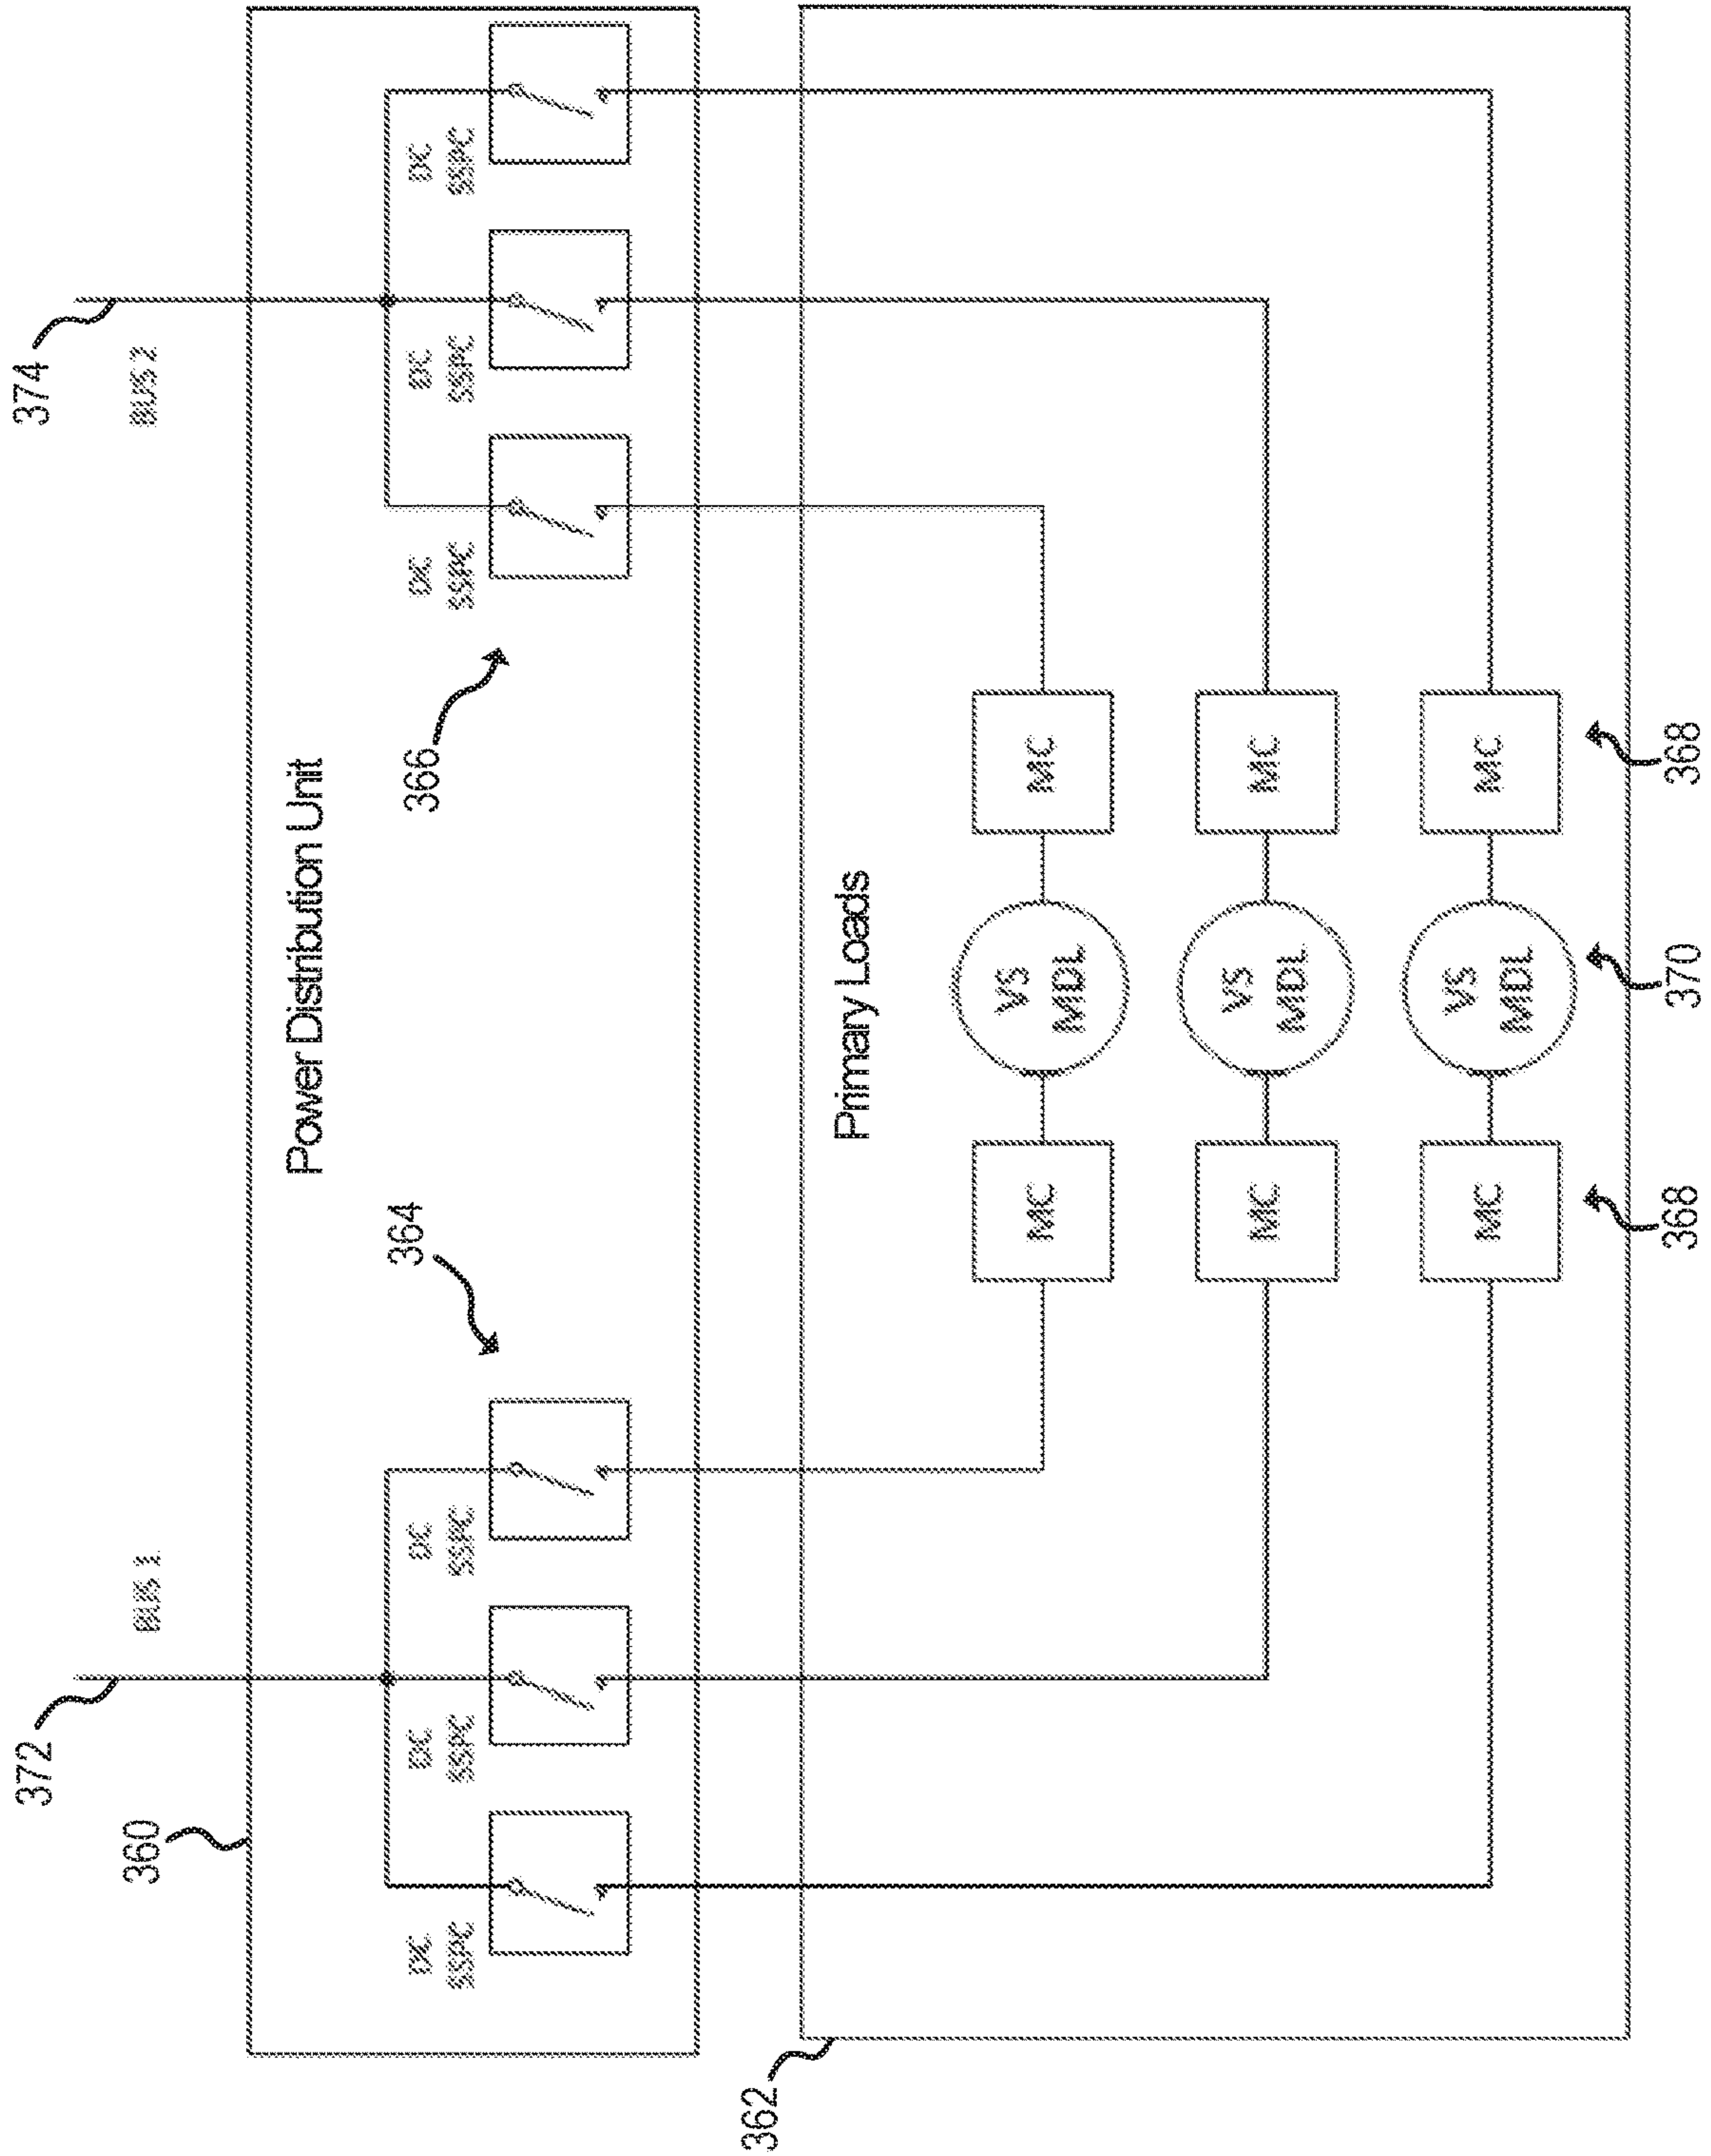 372
BUS 1
374
BUS 2
360
Power Distribution Unit
364
366
DC
SSPC
DC
SSPC
DC
SSPC
DC
SSPC
DC
SSPC
DC
SSPC
362
Primary Loads
MC
VS
MDL
MC
MC
VS
MDL
MC
MC
VS
MDL
MC
368
370
368